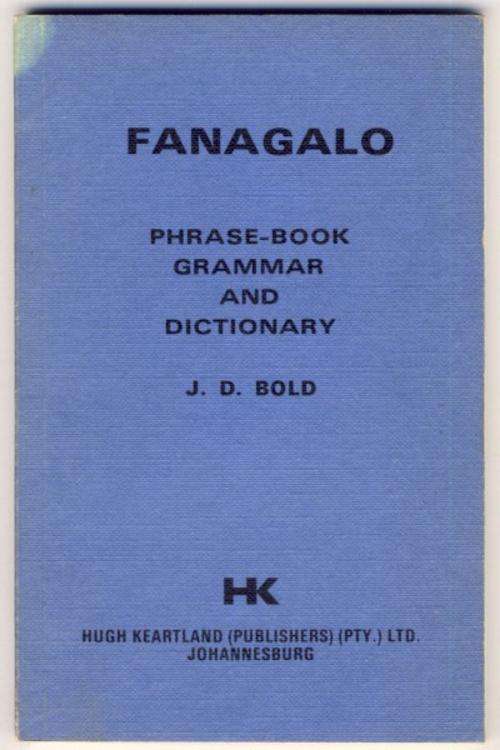 FANAGALO
PHRASE-BOOK
GRAMMAR
AND
DICTIONARY
J. D. BOLD
HK
HUGH KEARTLAND (PUBLISHERS) (PTY.) LTD.
JOHANNESBURG